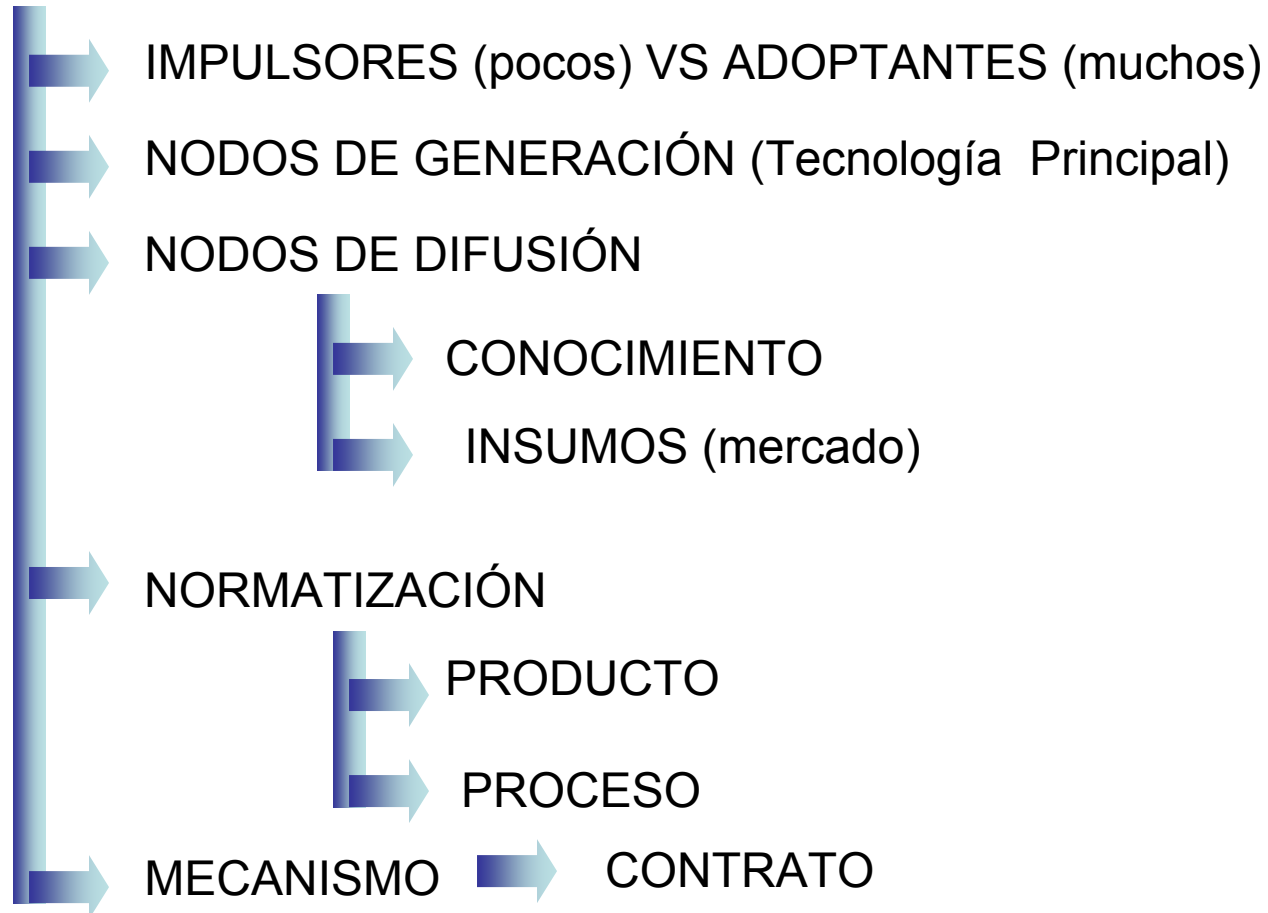 IMPULSORES (pocos) VS ADOPTANTES (muchos)
NODOS DE GENERACIÓN (Tecnología Principal)
NODOS DE DIFUSIÓN
CONOCIMIENTO
INSUMOS (mercado)
NORMATIZACIÓN
PRODUCTO
PROCESO
MECANISMO CONTRATO